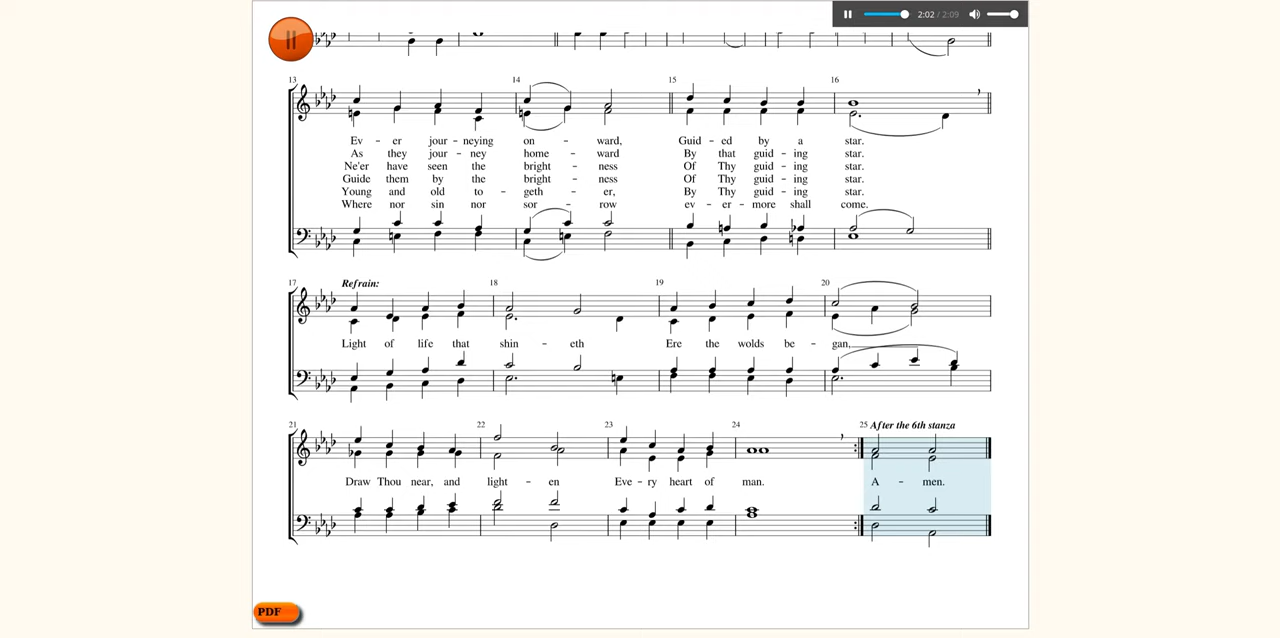 2:02 / 2:09
13 14 15 16
Ev - er jour - neying on - ward, Guid - ed by a star.
As they jour - ney home - ward By that guid - ing star.
Ne'er have seen the bright - ness Of Thy guid - ing star.
Guide them by the bright - ness Of Thy guid - ing star.
Young and old to - geth - er, By Thy guid - ing star.
Where nor sin nor sor - row ev - er - more shall come.
17 Refrain: 18 19 20
Light of life that shin - eth Ere the wolds be - gan,
21 22 23 24 25 After the 6th stanza
Draw Thou near, and light - en Eve - ry heart of man. A - men.
PDF